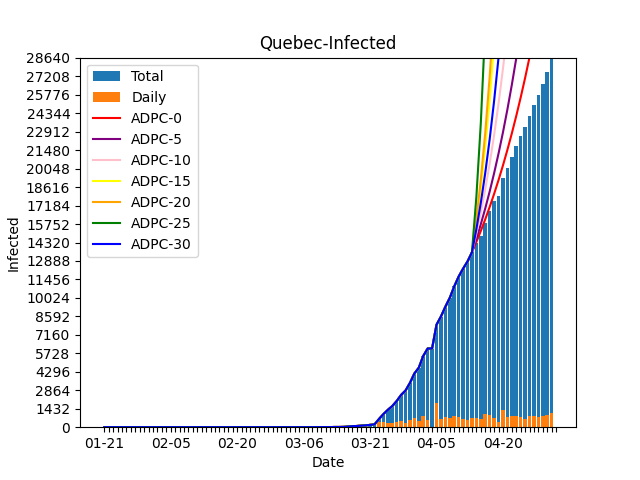 Quebec-Infected
28640
27208
25776
24344
22912
21480
20048
18616
17184
15752
14320
12888
11456
10024
8592
7160
5728
4296
2864
1432
0
Infected
Total
Daily
ADPC-0
ADPC-5
ADPC-10
ADPC-15
ADPC-20
ADPC-25
ADPC-30
01-21 02-05 02-20 03-06 03-21 04-05 04-20
Date